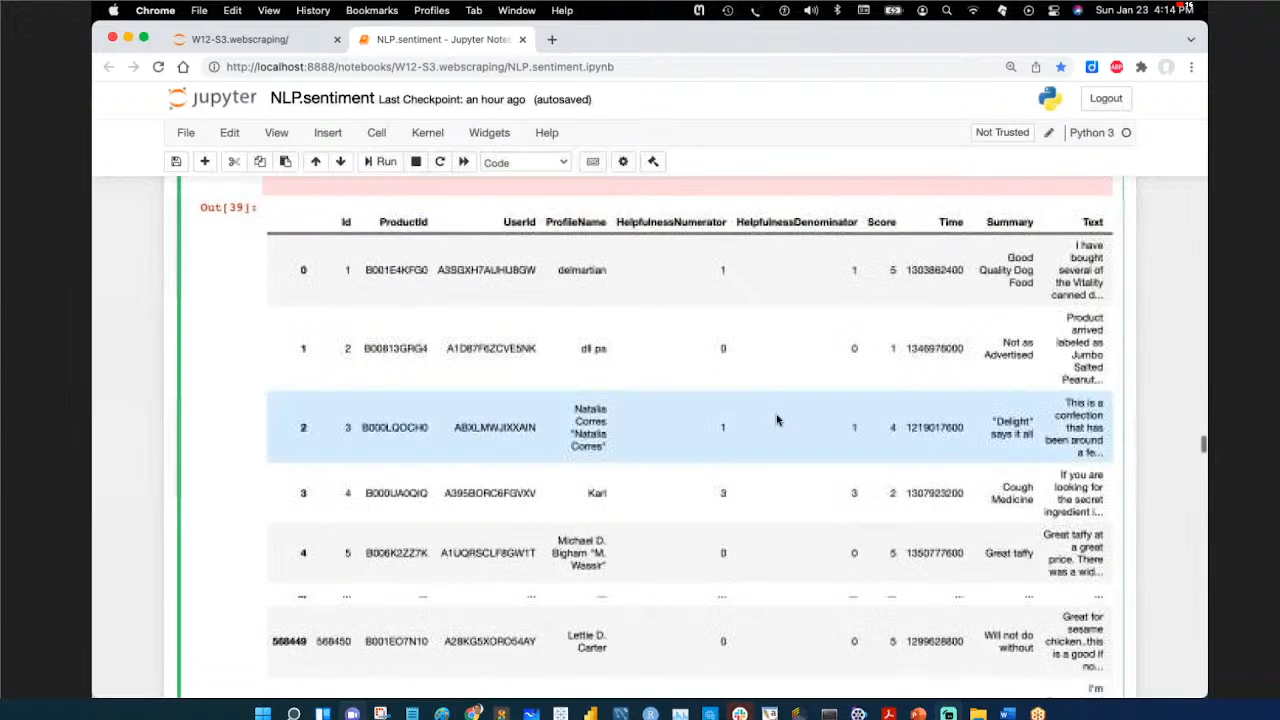 Chrome File Edit View History Bookmarks Profiles Tab Window Help Sun Jan 23 4:14 PM
W12-S3.webscraping/ NLP.sentiment - Jupyter Note
http://localhost:8888/notebooks/W12-S3.webscraping/NLP.sentiment.ipynb
jupyter NLP.sentiment Last Checkpoint: an hour ago (autosaved) Logout
File Edit View Insert Cell Kernel Widgets Help Not Trusted Python 3
Run Code
Out[39]:
Id ProductId UserId ProfileName HelpfulnessNumerator HelpfulnessDenominator Score Time Summary Text
0 1 B001E4KFG0 A3SGXH7AUHU8GW delmartian 1 1 5 1303862400 Good Quality Dog Food I have bought several of the Vitality canned d...
1 2 B00813GRG4 A1D87F6ZCVE5NK dll pa 0 0 1 1346976000 Not as Advertised Product arrived labeled as Jumbo Salted Peanut...
2 3 B000LQOCH0 ABXLMWJIXXAIN Natalia Corres "Natalia Corres" 1 1 4 1219017600 "Delight" says it all This is a confection that has been around a fe...
3 4 B000UA0QIQ A395BORC6FGVXV Karl 3 3 2 1307923200 Cough Medicine If you are looking for the secret ingredient i...
4 5 B006K2ZZ7K A1UQRSCLF8GW1T Michael D. Bigham "M. Wassir" 0 0 5 1350777600 Great taffy Great taffy at a great price. There was a wid...
... ... ... ... ... ... ... ... ... ... ...
568449 568450 B001EO7N10 A28KG5XORO54AY Lettie D. Carter 0 0 5 1299628800 Will not do without Great for sesame chicken..this is a good if no...
I'm